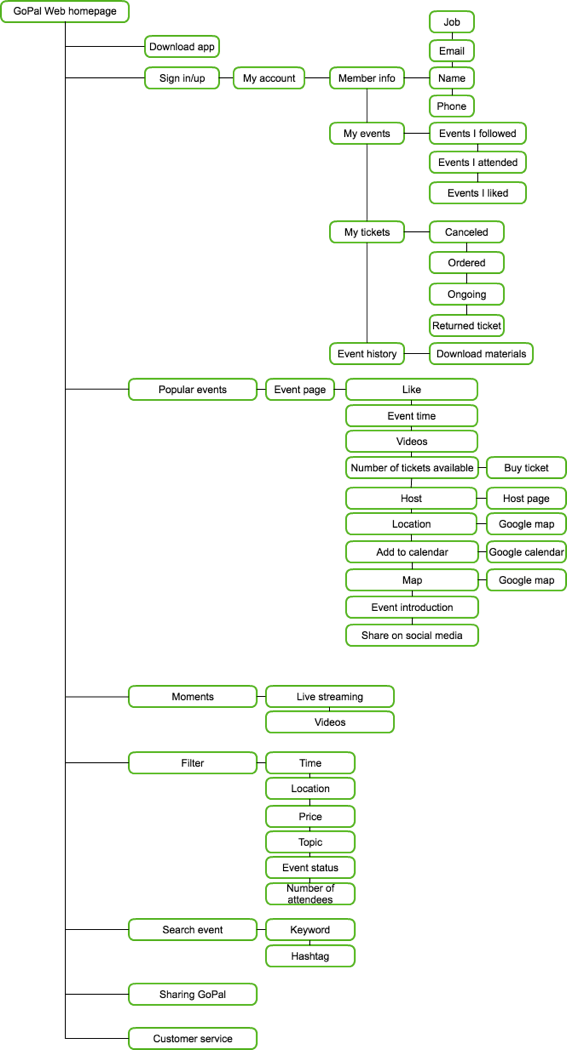 GoPal Web homepage
Download app
Sign in/up
My account
Member info
Job
Email
Name
Phone
My events
Events I followed
Events I attended
Events I liked
My tickets
Canceled
Ordered
Ongoing
Returned ticket
Event history
Download materials
Popular events
Event page
Like
Event time
Videos
Number of tickets available
Buy ticket
Host
Host page
Location
Google map
Add to calendar
Google calendar
Map
Google map
Event introduction
Share on social media
Moments
Live streaming
Videos
Filter
Time
Location
Price
Topic
Event status
Number of
attendees
Search event
Keyword
Hashtag
Sharing GoPal
Customer service